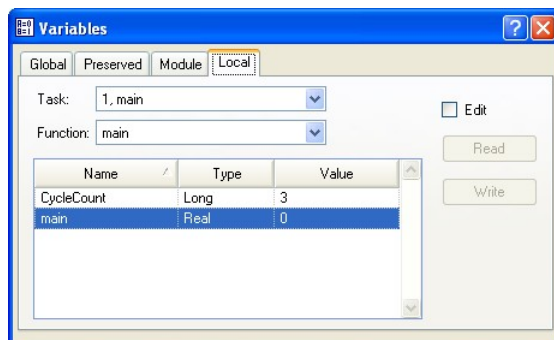 Variables
Global Preserved Module Local
Task: 1, main
Edit
Function: main
Read
Name Type Value
CycleCount Long 3
Write
main Real 0